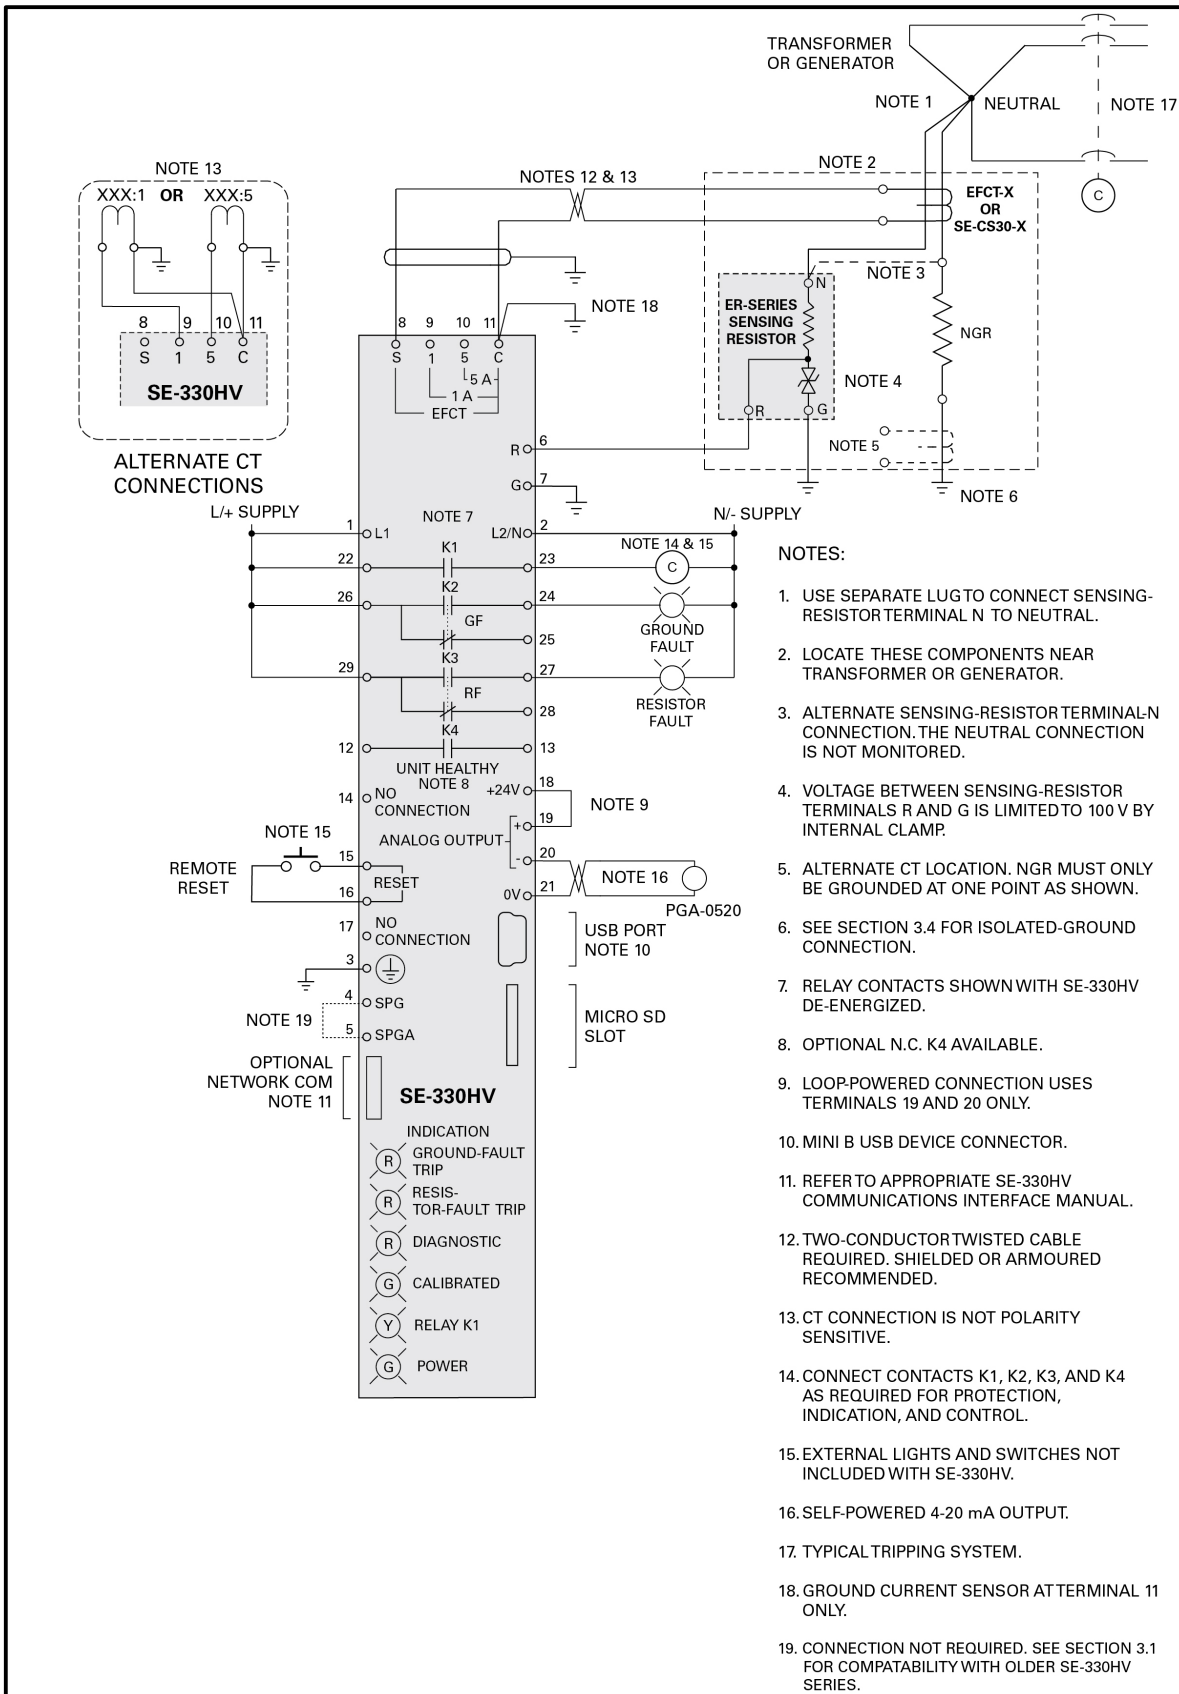 TRANSFORMER
OR GENERATOR
NOTE 1
NEUTRAL
NOTE 17
C
NOTE 13
XXX:1 OR XXX:5
8 9 10 11
S 1 5 C
SE-330HV
ALTERNATE CT
CONNECTIONS
NOTES 12 & 13
NOTE 2
EFCT-X
OR
SE-CS30-X
NOTE 3
N
ER-SERIES
SENSING
RESISTOR
NGR
NOTE 4
R
G
NOTE 5
NOTE 6
NOTE 18
8 9 10 11
S 1 5 C
5 A
1 A
EFCT
R 6
G 7
L/+ SUPPLY
N/- SUPPLY
NOTE 7
1 L1
L2/N 2
NOTE 14 & 15
22 K1 23
C
26 K2 24
GF
25
GROUND
FAULT
29 K3 27
RF
28
RESISTOR
FAULT
12 K4 13
UNIT HEALTHY
NOTE 8
14 NO
CONNECTION
+24V 18
NOTE 9
+ 19
ANALOG OUTPUT
- 20
NOTE 16
0V 21
PGA-0520
NOTE 15
REMOTE
RESET
15
RESET
16
17 NO
CONNECTION
USB PORT
NOTE 10
3
4 SPG
NOTE 19
5 SPGA
MICRO SD
SLOT
OPTIONAL
NETWORK COM
NOTE 11
SE-330HV
INDICATION
R GROUND-FAULT
TRIP
R RESIS-
TOR-FAULT TRIP
R DIAGNOSTIC
G CALIBRATED
Y RELAY K1
G POWER
NOTES:
1. USE SEPARATE LUG TO CONNECT SENSING-
RESISTOR TERMINAL N TO NEUTRAL.
2. LOCATE THESE COMPONENTS NEAR
TRANSFORMER OR GENERATOR.
3. ALTERNATE SENSING-RESISTOR TERMINAL-N
CONNECTION. THE NEUTRAL CONNECTION
IS NOT MONITORED.
4. VOLTAGE BETWEEN SENSING-RESISTOR
TERMINALS R AND G IS LIMITED TO 100 V BY
INTERNAL CLAMP.
5. ALTERNATE CT LOCATION. NGR MUST ONLY
BE GROUNDED AT ONE POINT AS SHOWN.
6. SEE SECTION 3.4 FOR ISOLATED-GROUND
CONNECTION.
7. RELAY CONTACTS SHOWN WITH SE-330HV
DE-ENERGIZED.
8. OPTIONAL N.C. K4 AVAILABLE.
9. LOOP-POWERED CONNECTION USES
TERMINALS 19 AND 20 ONLY.
10. MINI B USB DEVICE CONNECTOR.
11. REFER TO APPROPRIATE SE-330HV
COMMUNICATIONS INTERFACE MANUAL.
12. TWO-CONDUCTOR TWISTED CABLE
REQUIRED. SHIELDED OR ARMOURED
RECOMMENDED.
13. CT CONNECTION IS NOT POLARITY
SENSITIVE.
14. CONNECT CONTACTS K1, K2, K3, AND K4
AS REQUIRED FOR PROTECTION,
INDICATION, AND CONTROL.
15. EXTERNAL LIGHTS AND SWITCHES NOT
INCLUDED WITH SE-330HV.
16. SELF-POWERED 4-20 mA OUTPUT.
17. TYPICAL TRIPPING SYSTEM.
18. GROUND CURRENT SENSOR AT TERMINAL 11
ONLY.
19. CONNECTION NOT REQUIRED. SEE SECTION 3.1
FOR COMPATABILITY WITH OLDER SE-330HV
SERIES.